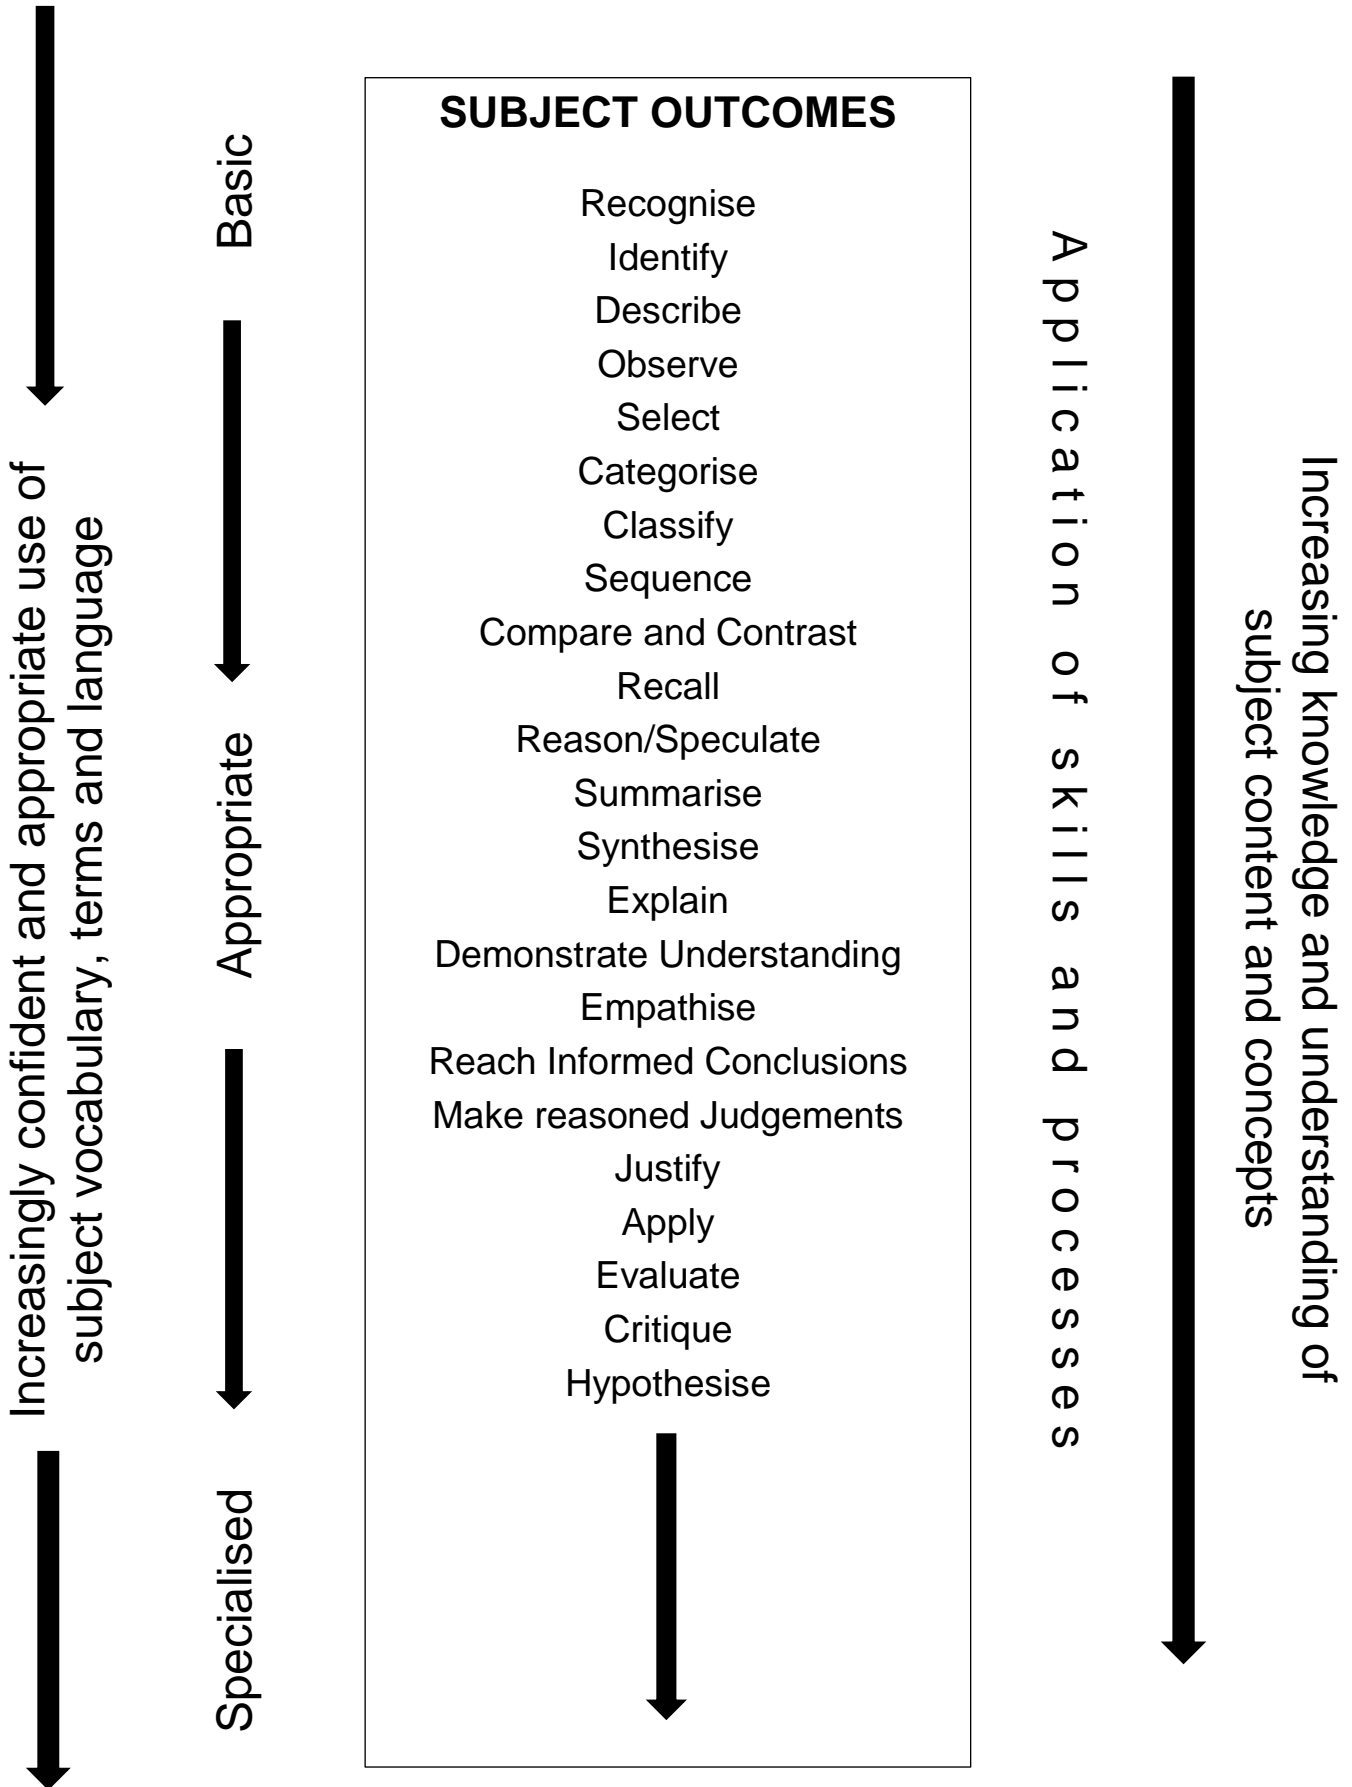 Increasingly confident and appropriate use of
subject vocabulary, terms and language
Basic
Appropriate
Specialised
SUBJECT OUTCOMES
Recognise
Identify
Describe
Observe
Select
Categorise
Classify
Sequence
Compare and Contrast
Recall
Reason/Speculate
Summarise
Synthesise
Explain
Demonstrate Understanding
Empathise
Reach Informed Conclusions
Make reasoned Judgements
Justify
Apply
Evaluate
Critique
Hypothesise
Application of skills and processes
Increasing knowledge and understanding of
subject content and concepts